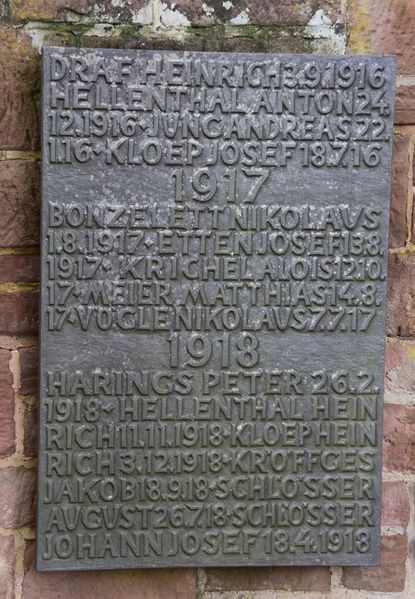 DRAF HEINRICH 3.9.1916
HELLENTHAL ANTON 24.
12.1916·JUNG ANDREAS 22.
1.16·KLOEP JOSEF 18.7.16
1917
BONZELETT NIKOLAUS
1.8.1917·ETTEN JOSEF 13.8.
1917·KRICHEL ALOIS 12.10.
17·MEIER MATTHIAS 14.8.
17·VOGLE NIKOLAUS 7.7.17
1918
HARINGS PETER 26.2.
1918·HELLENTHAL HEIN
RICH 11.11.1918·KLOEP HEIN
RICH 3.12.1918·KROFFGES
JAKOB 18.9.18·SCHLÖSSER
AUGUST 26.7.18·SCHLÖSSER
JOHANN JOSEF 18.4.1918